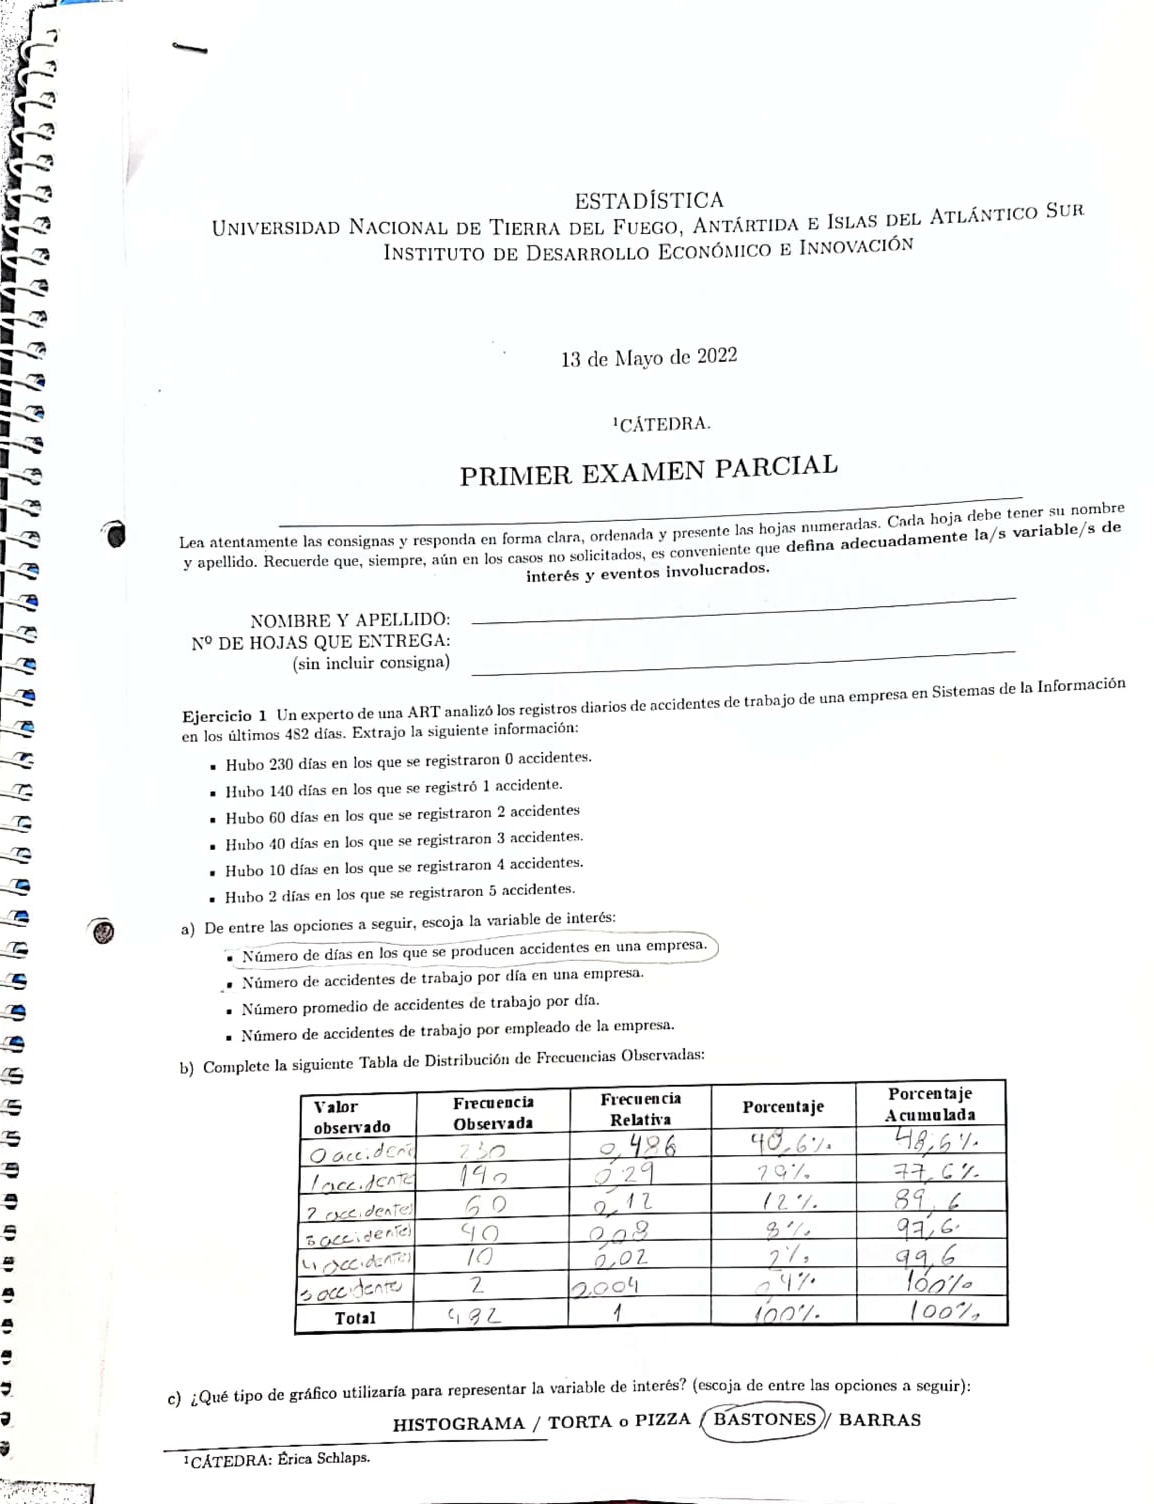 ESTADÍSTICA
UNIVERSIDAD NACIONAL DE TIERRA DEL FUEGO, ANTÁRTIDA E ISLAS DEL ATLÁNTICO SUR
INSTITUTO DE DESARROLLO ECONÓMICO E INNOVACIÓN
13 de Mayo de 2022
¹CÁTEDRA.
PRIMER EXAMEN PARCIAL
Lea atentamente las consignas y responda en forma clara, ordenada y presente las hojas numeradas. Cada hoja debe tener su nombre
y apellido. Recuerde que, siempre, aún en los casos no solicitados, es conveniente que defina adecuadamente la/s variable/s de
interés y eventos involucrados.
NOMBRE Y APELLIDO:
Nº DE HOJAS QUE ENTREGA:
(sin incluir consigna)
Ejercicio 1 Un experto de una ART analizó los registros diarios de accidentes de trabajo de una empresa en Sistemas de la Información
en los últimos 482 días. Extrajo la siguiente información:
▪ Hubo 230 días en los que se registraron 0 accidentes.
▪ Hubo 140 días en los que se registró 1 accidente.
▪ Hubo 60 días en los que se registraron 2 accidentes
▪ Hubo 40 días en los que se registraron 3 accidentes.
▪ Hubo 10 días en los que se registraron 4 accidentes.
▪ Hubo 2 días en los que se registraron 5 accidentes.
a) De entre las opciones a seguir, escoja la variable de interés:
▪ Número de días en los que se producen accidentes en una empresa.
▪ Número de accidentes de trabajo por día en una empresa.
▪ Número promedio de accidentes de trabajo por día.
▪ Número de accidentes de trabajo por empleado de la empresa.
b) Complete la siguiente Tabla de Distribución de Frecuencias Observadas:
Valor observado Frecuencia Observada Frecuencia Relativa Porcentaje Porcentaje Acumulada
0 accident 230 0,486 48,6% 48,6%
1 accidente 140 0,29 29% 77,6%
2 accidentes 60 0,12 12% 89,6
3 accidentes 40 0,08 8% 97,6
4 accidentes 10 0,02 2% 99,6
5 accidente 2 0.004 0,4% 100%
Total 482 1 100% 100%
c) ¿Qué tipo de gráfico utilizaría para representar la variable de interés? (escoja de entre las opciones a seguir):
HISTOGRAMA / TORTA o PIZZA / BASTONES / BARRAS
¹CÁTEDRA: Érica Schlaps.